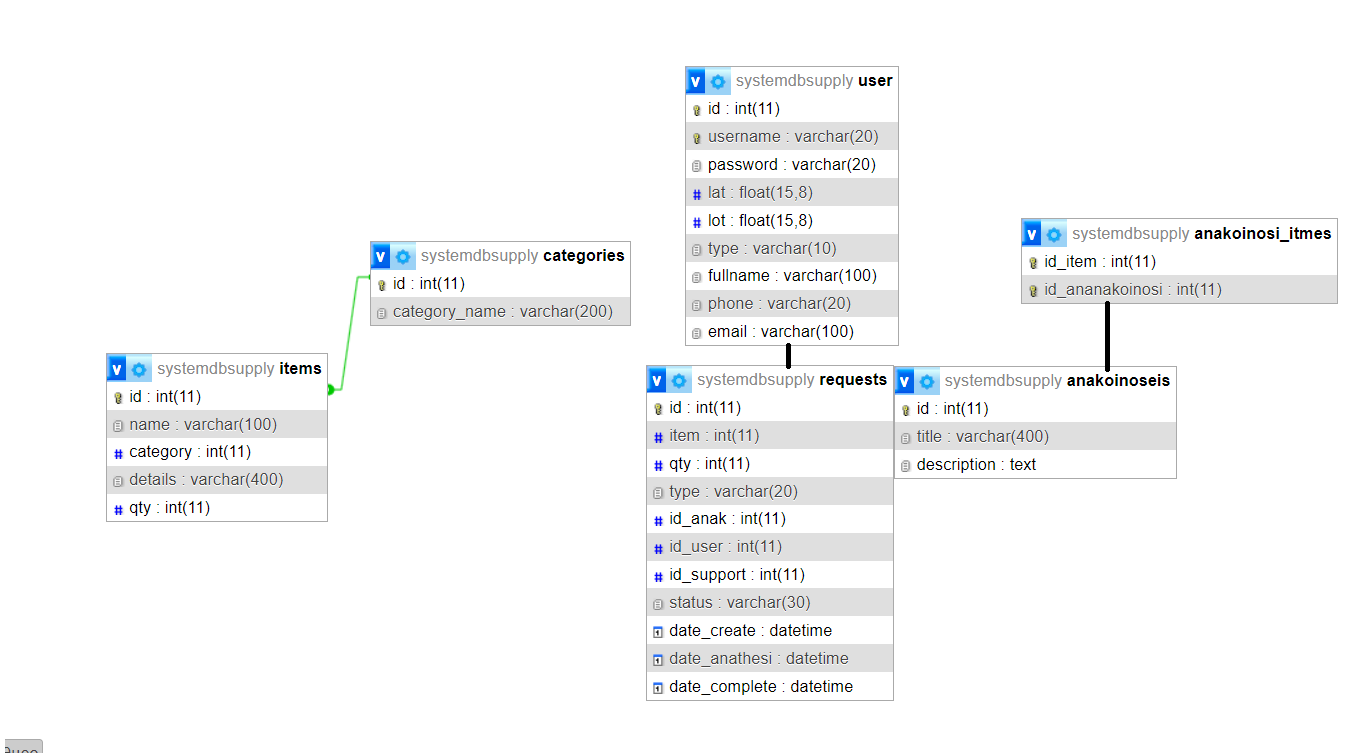 systemdbsupply user
id : int(11)
username : varchar(20)
password : varchar(20)
lat : float(15,8)
lot : float(15,8)
type : varchar(10)
fullname : varchar(100)
phone : varchar(20)
email : varchar(100)
systemdbsupply anakoinosi_itmes
id_item : int(11)
id_ananakoinosi : int(11)
systemdbsupply categories
id : int(11)
category_name : varchar(200)
systemdbsupply items
id : int(11)
name : varchar(100)
category : int(11)
details : varchar(400)
qty : int(11)
systemdbsupply requests
id : int(11)
item : int(11)
qty : int(11)
type : varchar(20)
id_anak : int(11)
id_user : int(11)
id_support : int(11)
status : varchar(30)
date_create : datetime
date_anathesi : datetime
date_complete : datetime
systemdbsupply anakoinoseis
id : int(11)
title : varchar(400)
description : text